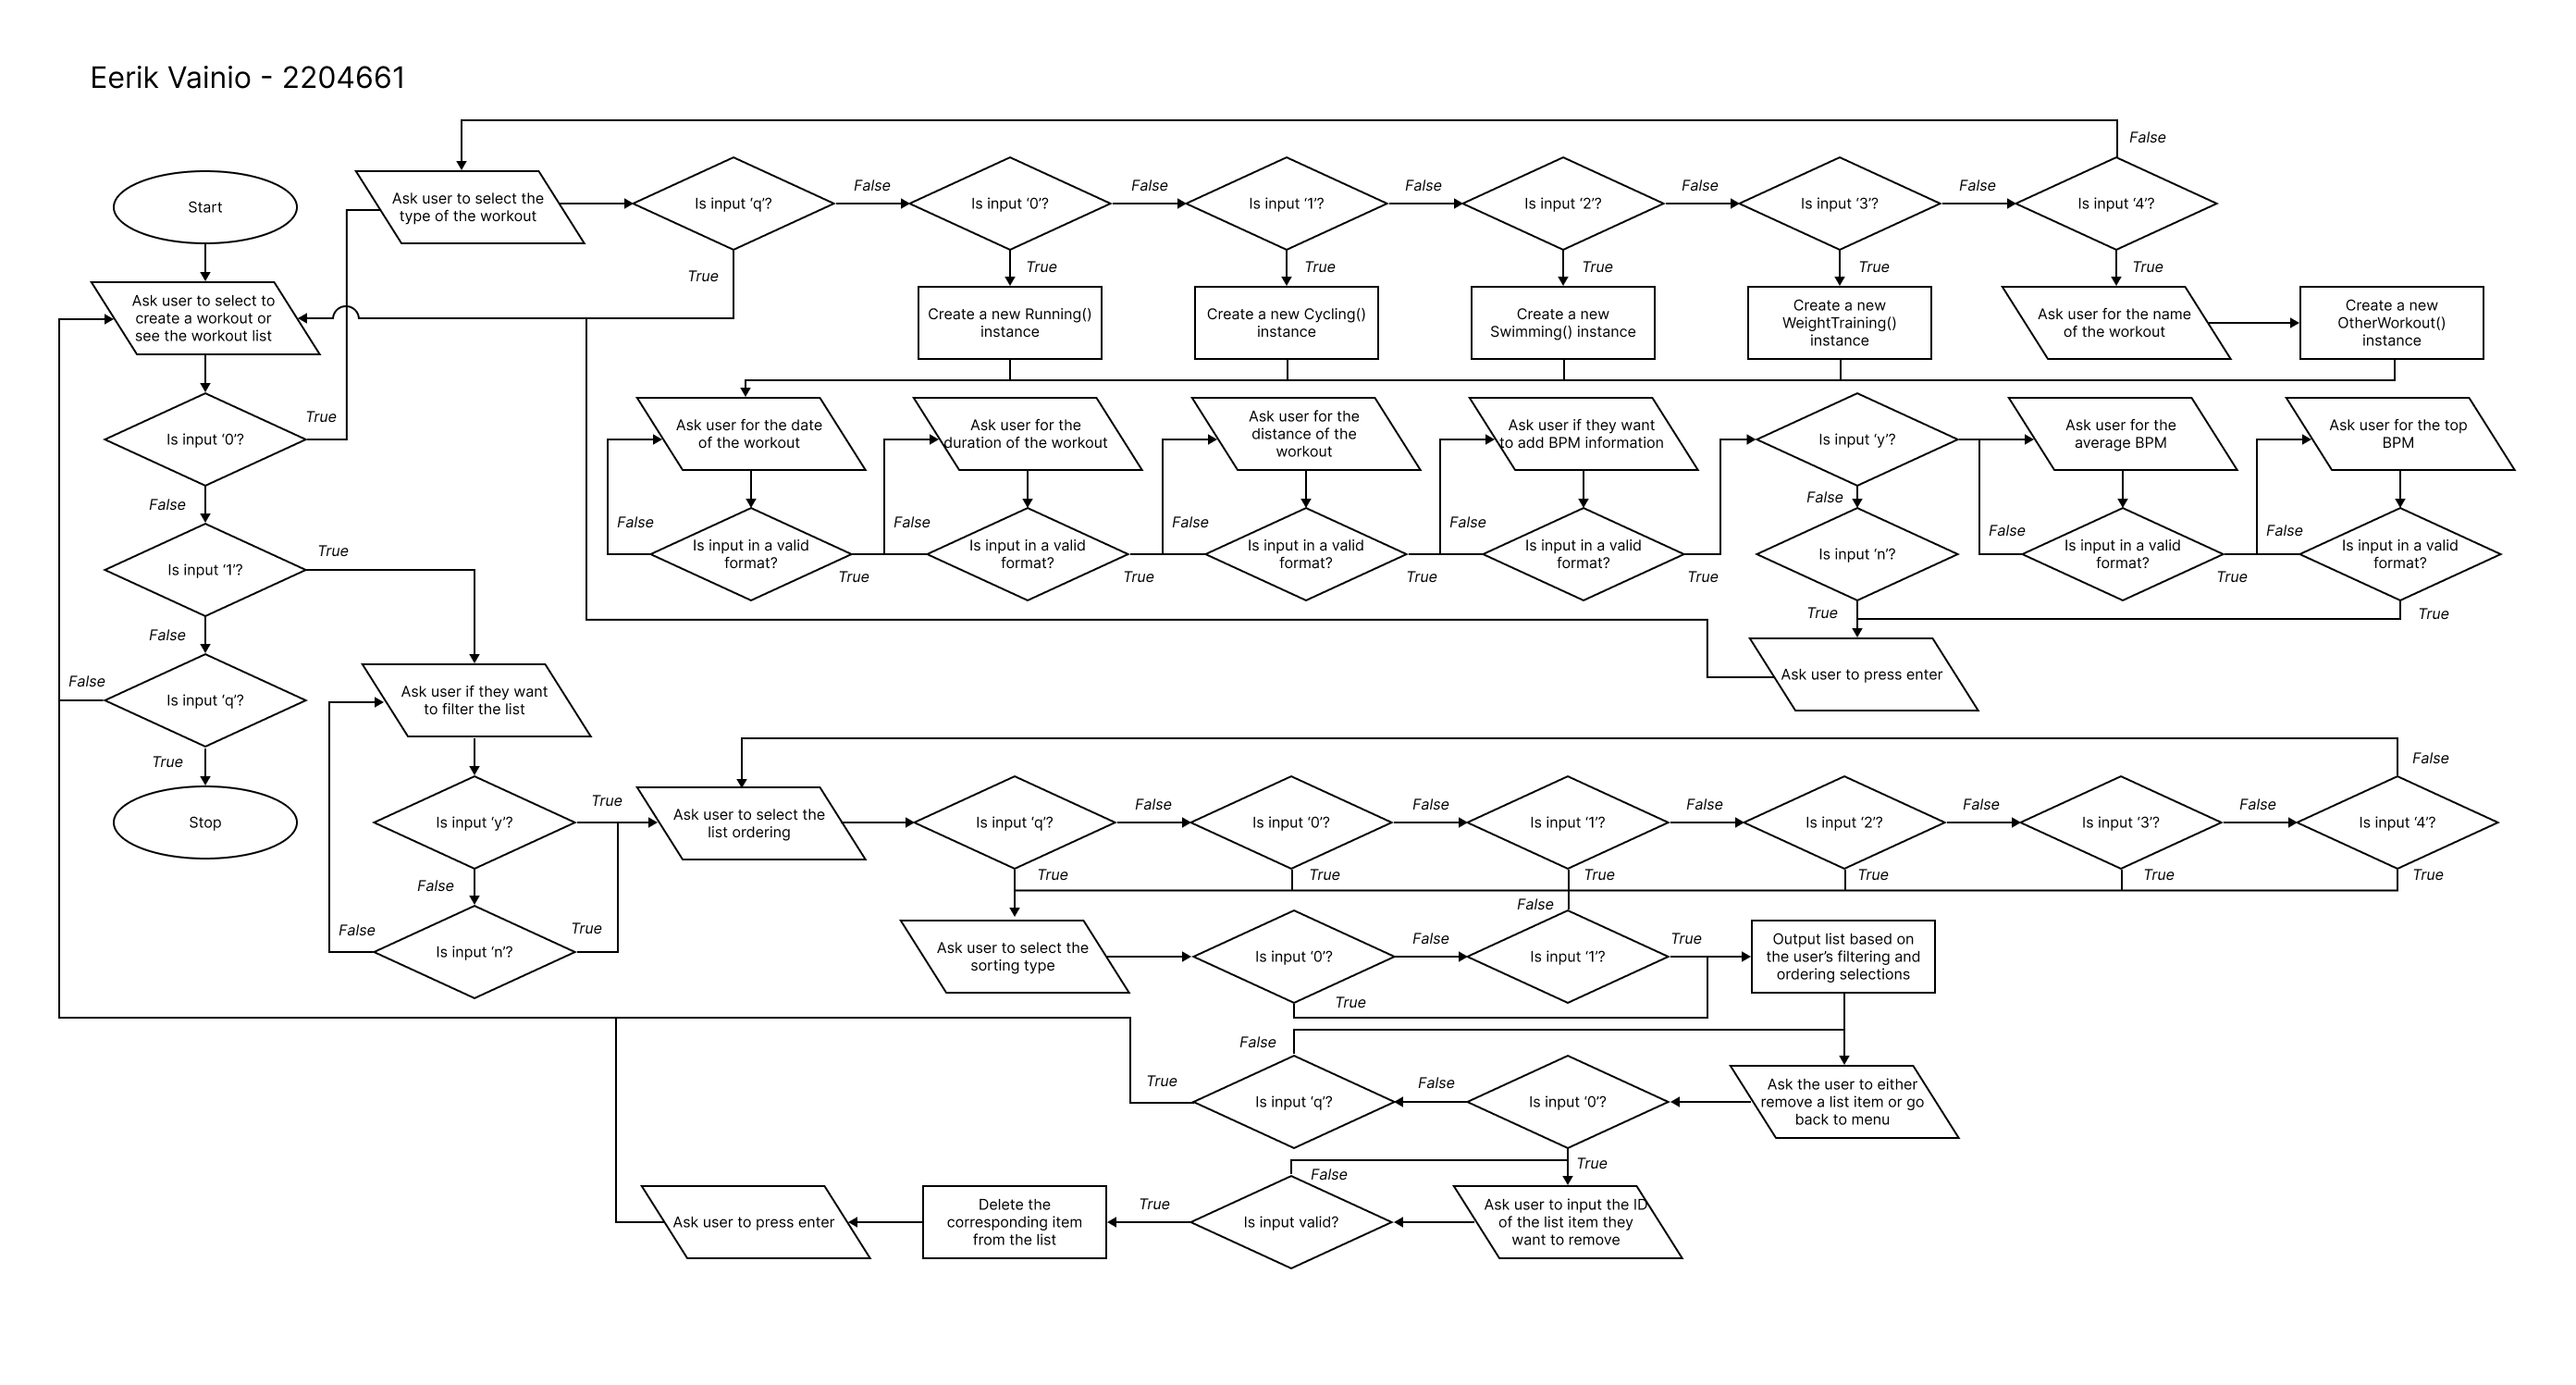 Eerik Vainio - 2204661
False
Start
Ask user to select the
type of the workout
Is input ‘q’?
False
Is input ‘0’?
False
Is input ‘1’?
False
Is input ‘2’?
False
Is input ‘3’?
False
Is input ‘4’?
True
True
True
True
True
True
Ask user to select to
create a workout or
see the workout list
Create a new Running()
instance
Create a new Cycling()
instance
Create a new
Swimming() instance
Create a new
WeightTraining()
instance
Ask user for the name
of the workout
Create a new
OtherWorkout()
instance
Is input ‘0’?
True
Ask user for the date
of the workout
Ask user for the
duration of the workout
Ask user for the
distance of the
workout
Ask user if they want
to add BPM information
Is input ‘y’?
Ask user for the
average BPM
Ask user for the top
BPM
False
False
False
False
False
False
False
False
Is input in a valid
format?
True
Is input in a valid
format?
True
Is input in a valid
format?
True
Is input in a valid
format?
True
Is input ‘n’?
Is input in a valid
format?
True
Is input in a valid
format?
Is input ‘1’?
True
True
True
False
Ask user to press enter
False
Is input ‘q’?
Ask user if they want
to filter the list
True
Stop
False
Is input ‘y’?
True
Ask user to select the
list ordering
Is input ‘q’?
False
Is input ‘0’?
False
Is input ‘1’?
False
Is input ‘2’?
False
Is input ‘3’?
False
Is input ‘4’?
False
True
True
True
True
True
True
False
False
Is input ‘n’?
True
Ask user to select the
sorting type
Is input ‘0’?
False
Is input ‘1’?
True
Output list based on
the user’s filtering and
ordering selections
True
False
True
Is input ‘q’?
False
Is input ‘0’?
Ask the user to either
remove a list item or go
back to menu
True
False
Ask user to press enter
Delete the
corresponding item
from the list
True
Is input valid?
Ask user to input the ID
of the list item they
want to remove